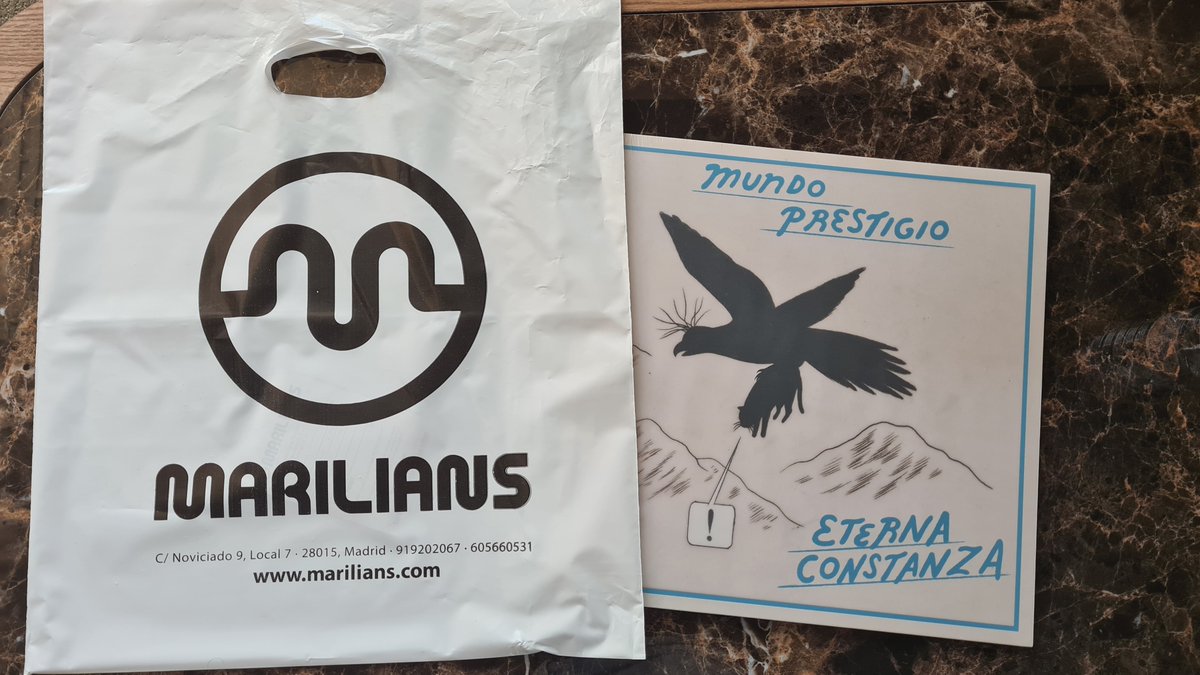 MARILIANS
C/ Noviciado 9, Local 7 · 28015, Madrid · 919202067 · 605660531
www.marilians.com
MUNDO
PRESTIGIO
!
ETERNA
CONSTANZA